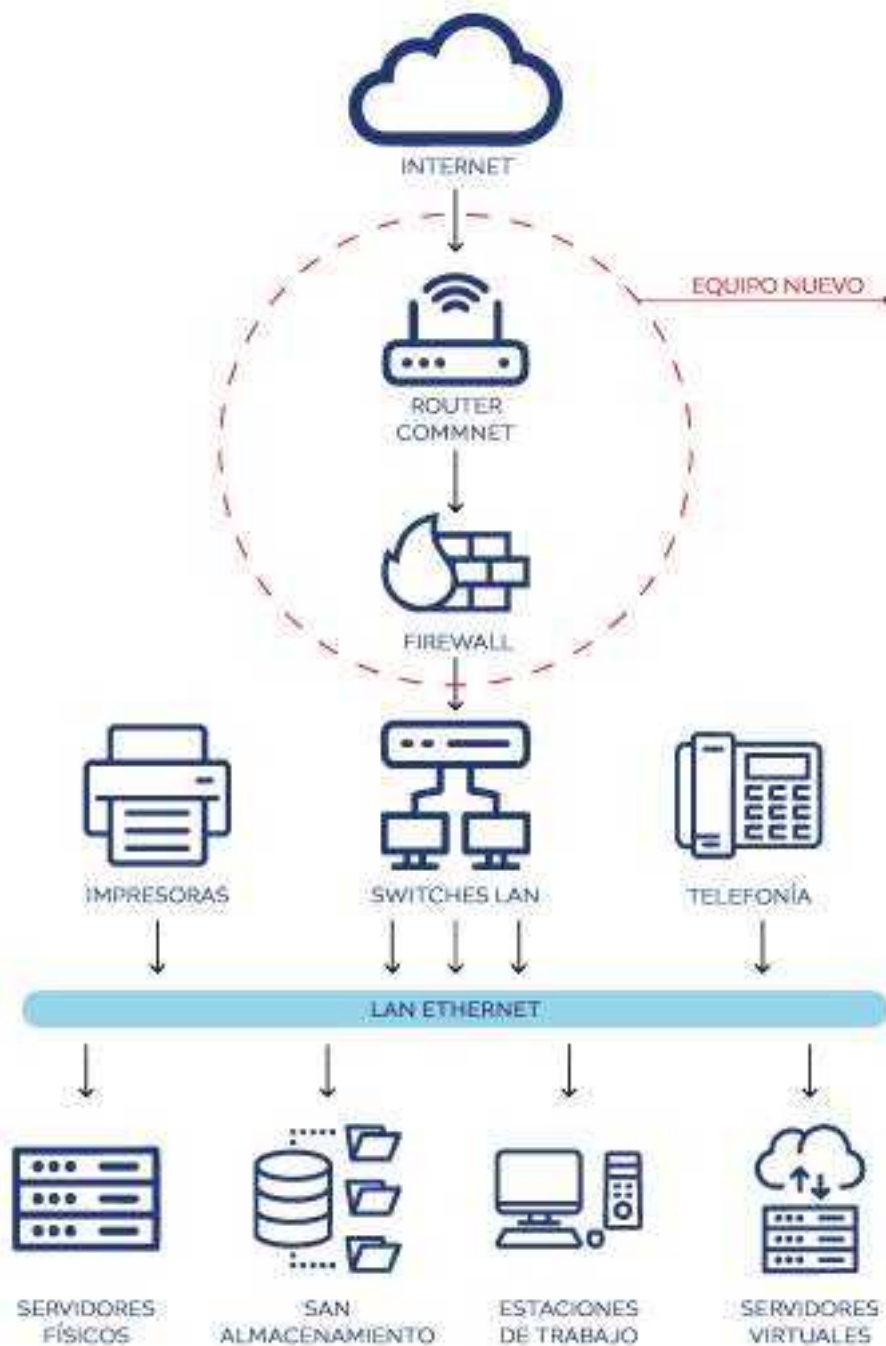 INTERNET
EQUIPO NUEVO
ROUTER
COMMNET
FIREWALL
IMPRESORAS
SWITCHES LAN
TELEFONÍA
LAN ETHERNET
SERVIDORES
FÍSICOS
SAN
ALMACENAMIENTO
ESTACIONES
DE TRABAJO
SERVIDORES
VIRTUALES